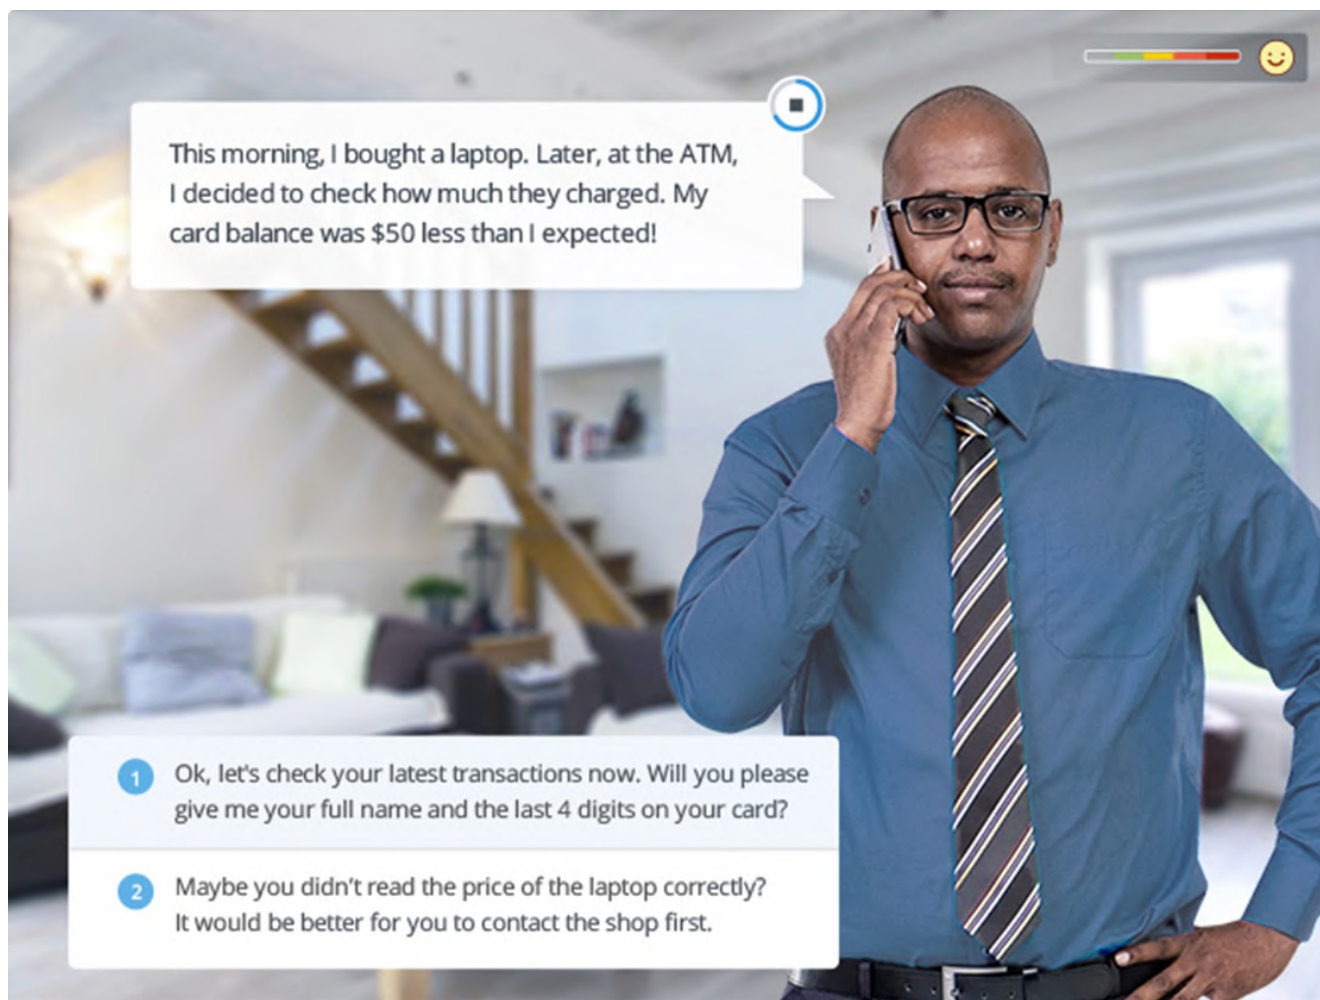 This morning, I bought a laptop. Later, at the ATM,
I decided to check how much they charged. My
card balance was $50 less than I expected!
1 Ok, let's check your latest transactions now. Will you please
give me your full name and the last 4 digits on your card?
2 Maybe you didn't read the price of the laptop correctly?
It would be better for you to contact the shop first.